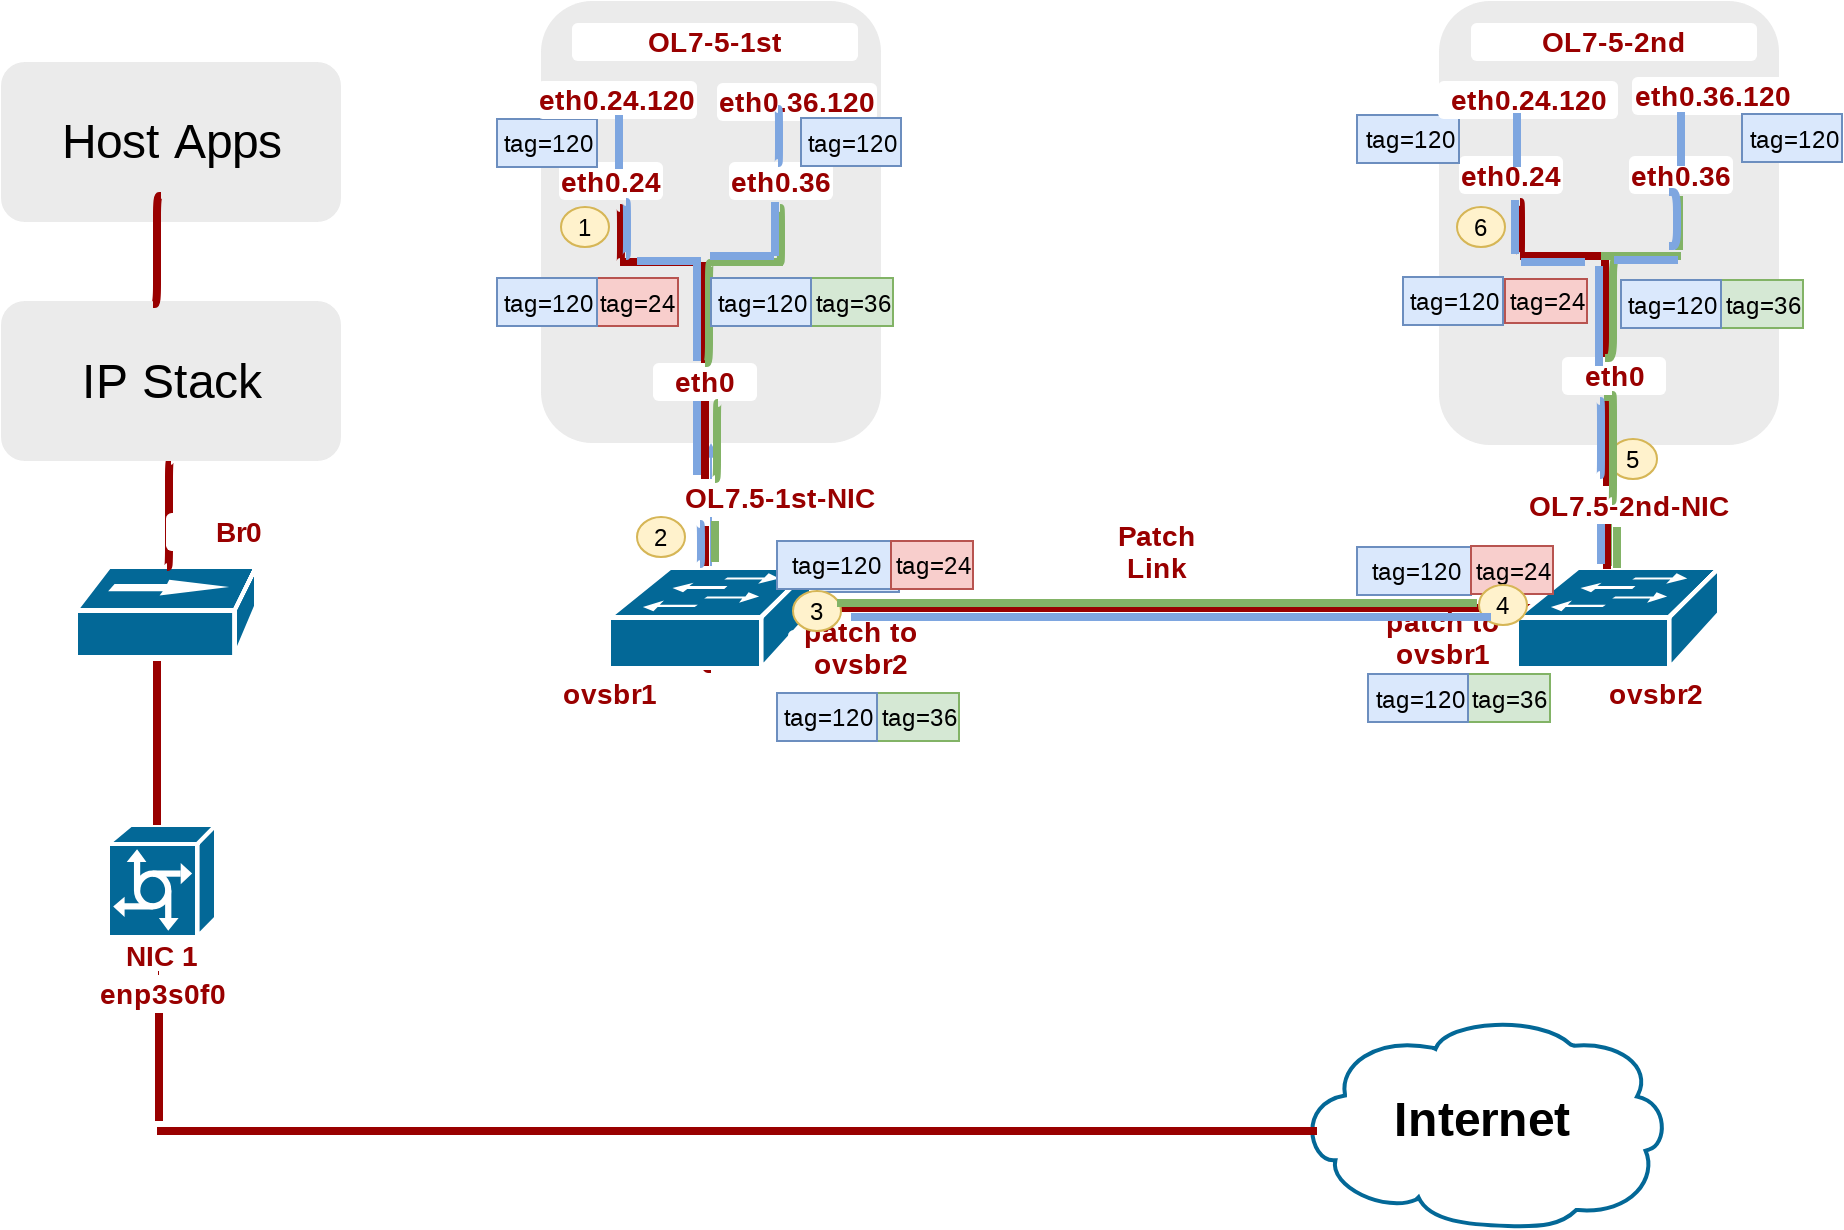 OL7-5-1st
OL7-5-2nd
eth0.24.120
eth0.36.120
eth0.24.120
eth0.36.120
Host Apps
tag=120
tag=120
tag=120
tag=120
eth0.24
eth0.36
eth0.24
eth0.36
1
6
tag=120
tag=24
tag=120
tag=36
tag=120
tag=24
tag=120
tag=36
IP Stack
eth0
eth0
5
OL7.5-1st-NIC
OL7.5-2nd-NIC
Br0
2
Patch
Link
tag=120
tag=24
tag=120
tag=24
3
4
patch to
ovsbr2
patch to
ovsbr1
ovsbr1
ovsbr2
tag=120
tag=36
tag=120
tag=36
NIC 1
enp3s0f0
Internet